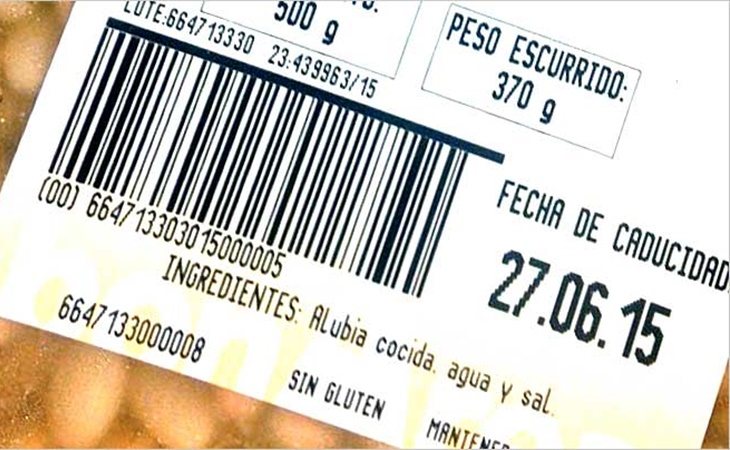 500 g
PESO ESCURRIDO:
370 g
LOTE:664713330 23:439963/15
(00) 664713303015000005
FECHA DE CADUCIDAD
27.06.15
INGREDIENTES: Alubia cocida, agua y sal.
6647133000008
SIN GLUTEN